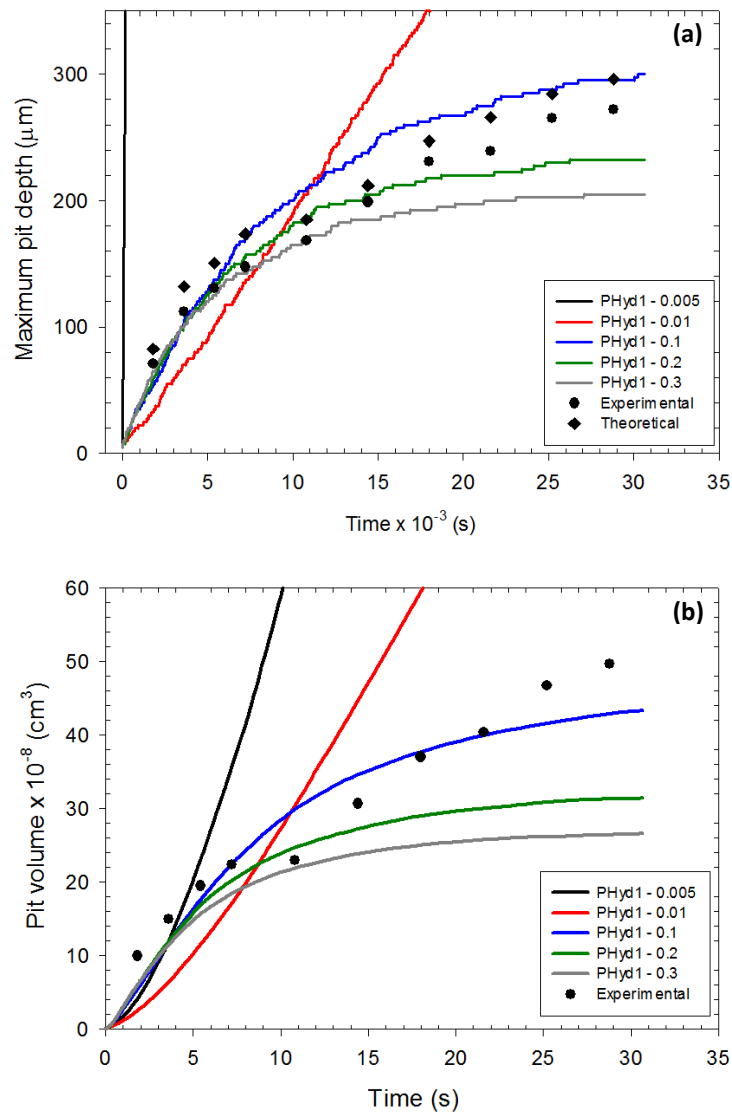 (a)
300
200
100
0
Maximum pit depth (μm)
PHyd1 - 0.005
PHyd1 - 0.01
PHyd1 - 0.1
PHyd1 - 0.2
PHyd1 - 0.3
Experimental
Theoretical
0 5 10 15 20 25 30 35
Time x 10⁻³ (s)
(b)
60
50
40
30
20
10
0
Pit volume x 10⁻⁸ (cm³)
PHyd1 - 0.005
PHyd1 - 0.01
PHyd1 - 0.1
PHyd1 - 0.2
PHyd1 - 0.3
Experimental
0 5 10 15 20 25 30 35
Time (s)